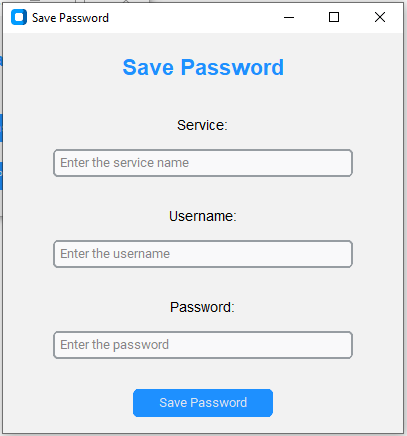 Save Password
Save Password
Service:
Enter the service name
Username:
Enter the username
Password:
Enter the password
Save Password